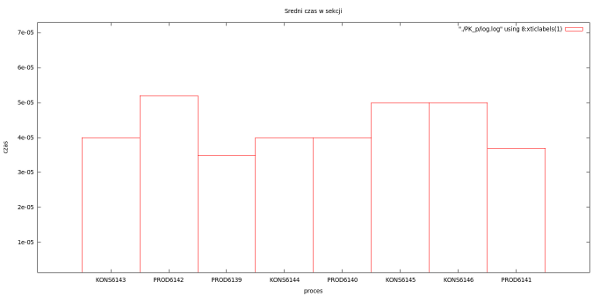 Sredni czas w sekcji
"./PK_p/log.log" using 8:xticlabels(1)
7e-05
6e-05
5e-05
4e-05
3e-05
2e-05
1e-05
czas
KONS6143 PROD6142 PROD6139 KONS6144 PROD6140 KONS6145 KONS6146 PROD6141
proces